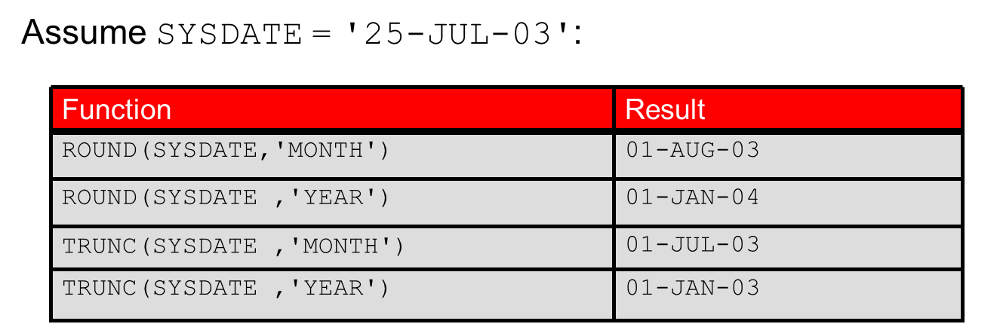 Assume SYSDATE = '25-JUL-03':
Function Result
ROUND(SYSDATE,'MONTH') 01-AUG-03
ROUND(SYSDATE ,'YEAR') 01-JAN-04
TRUNC(SYSDATE ,'MONTH') 01-JUL-03
TRUNC(SYSDATE ,'YEAR') 01-JAN-03